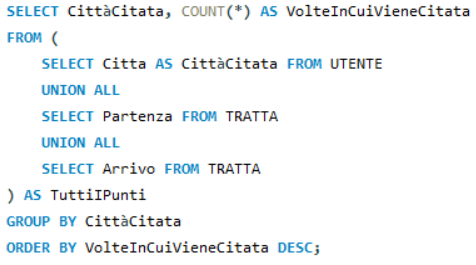 SELECT CittàCitata, COUNT(*) AS VolteInCuiVieneCitata
FROM (
SELECT Citta AS CittàCitata FROM UTENTE
UNION ALL
SELECT Partenza FROM TRATTA
UNION ALL
SELECT Arrivo FROM TRATTA
) AS TuttiIPunti
GROUP BY CittàCitata
ORDER BY VolteInCuiVieneCitata DESC;